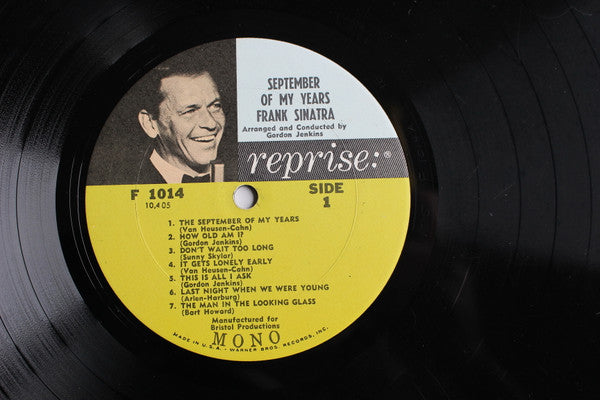 SEPTEMBER
OF MY YEARS
FRANK SINATRA
Arranged and Conducted by
Gordon Jenkins
reprise:®
F 1014
10,405
SIDE
1
1. THE SEPTEMBER OF MY YEARS
(Van Heusen-Cahn)
2. HOW OLD AM I?
(Gordon Jenkins)
3. DON'T WAIT TOO LONG
(Sunny Skylar)
4. IT GETS LONELY EARLY
(Van Heusen-Cahn)
5. THIS IS ALL I ASK
(Gordon Jenkins)
6. LAST NIGHT WHEN WE WERE YOUNG
(Arlen-Harburg)
7. THE MAN IN THE LOOKING GLASS
(Bart Howard)
Manufactured for
Bristol Productions
MONO
MADE IN U.S.A. - WARNER BROS. RECORDS, INC.